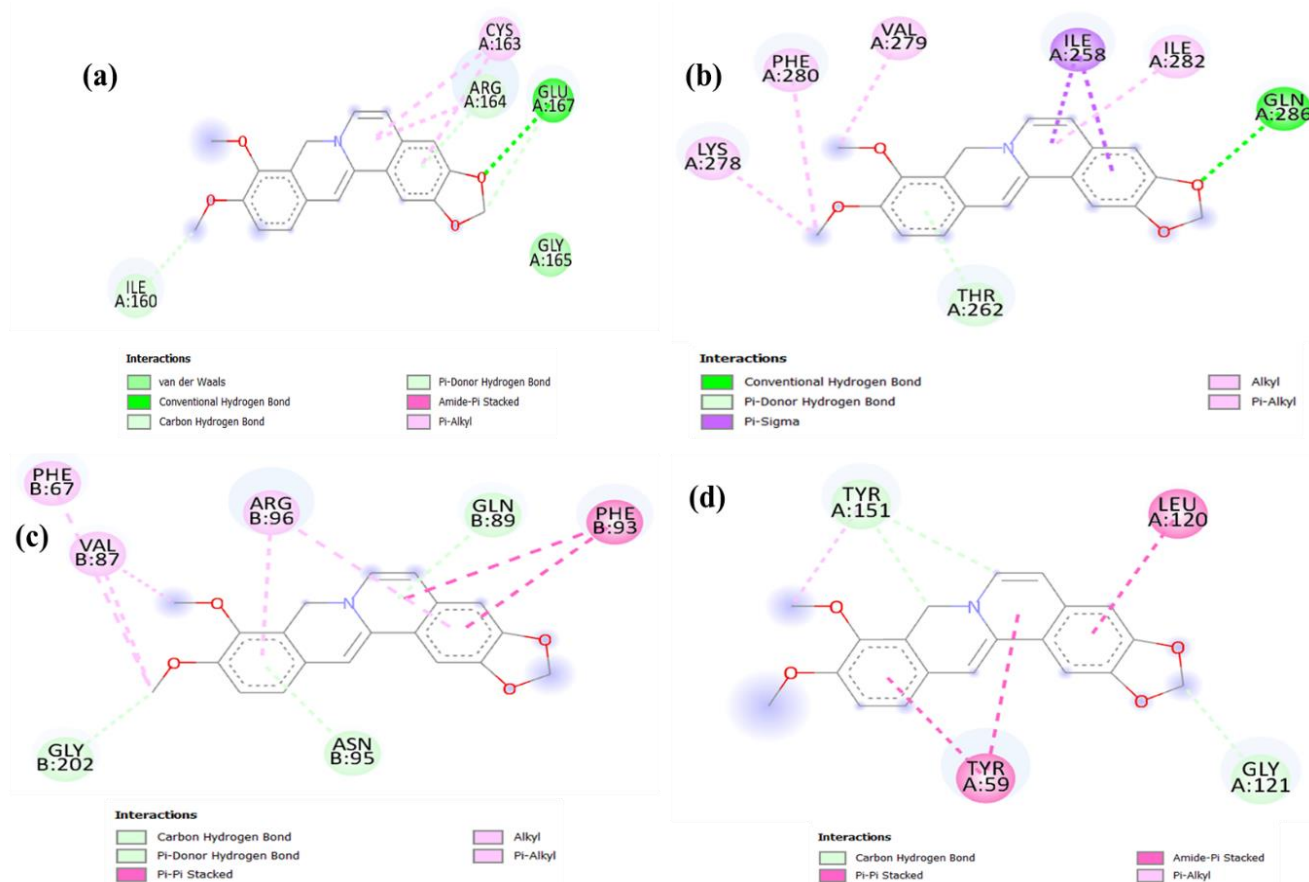 (a)
CYS
A:163
ARG
A:164
GLU
A:167
O
N
O
O
O
GLY
A:165
ILE
A:160
Interactions
van der Waals
Conventional Hydrogen Bond
Carbon Hydrogen Bond
Pi-Donor Hydrogen Bond
Amide-Pi Stacked
Pi-Alkyl
(b)
VAL
A:279
ILE
A:258
ILE
A:282
PHE
A:280
GLN
A:286
LYS
A:278
O
N
O
O
O
THR
A:262
Interactions
Conventional Hydrogen Bond
Pi-Donor Hydrogen Bond
Pi-Sigma
Alkyl
Pi-Alkyl
(c)
PHE
B:67
ARG
B:96
GLN
B:89
PHE
B:93
VAL
B:87
O
N
O
O
O
GLY
B:202
ASN
B:95
Interactions
Carbon Hydrogen Bond
Pi-Donor Hydrogen Bond
Pi-Pi Stacked
Alkyl
Pi-Alkyl
(d)
TYR
A:151
LEU
A:120
O
N
O
O
O
TYR
A:59
GLY
A:121
Interactions
Carbon Hydrogen Bond
Pi-Pi Stacked
Amide-Pi Stacked
Pi-Alkyl